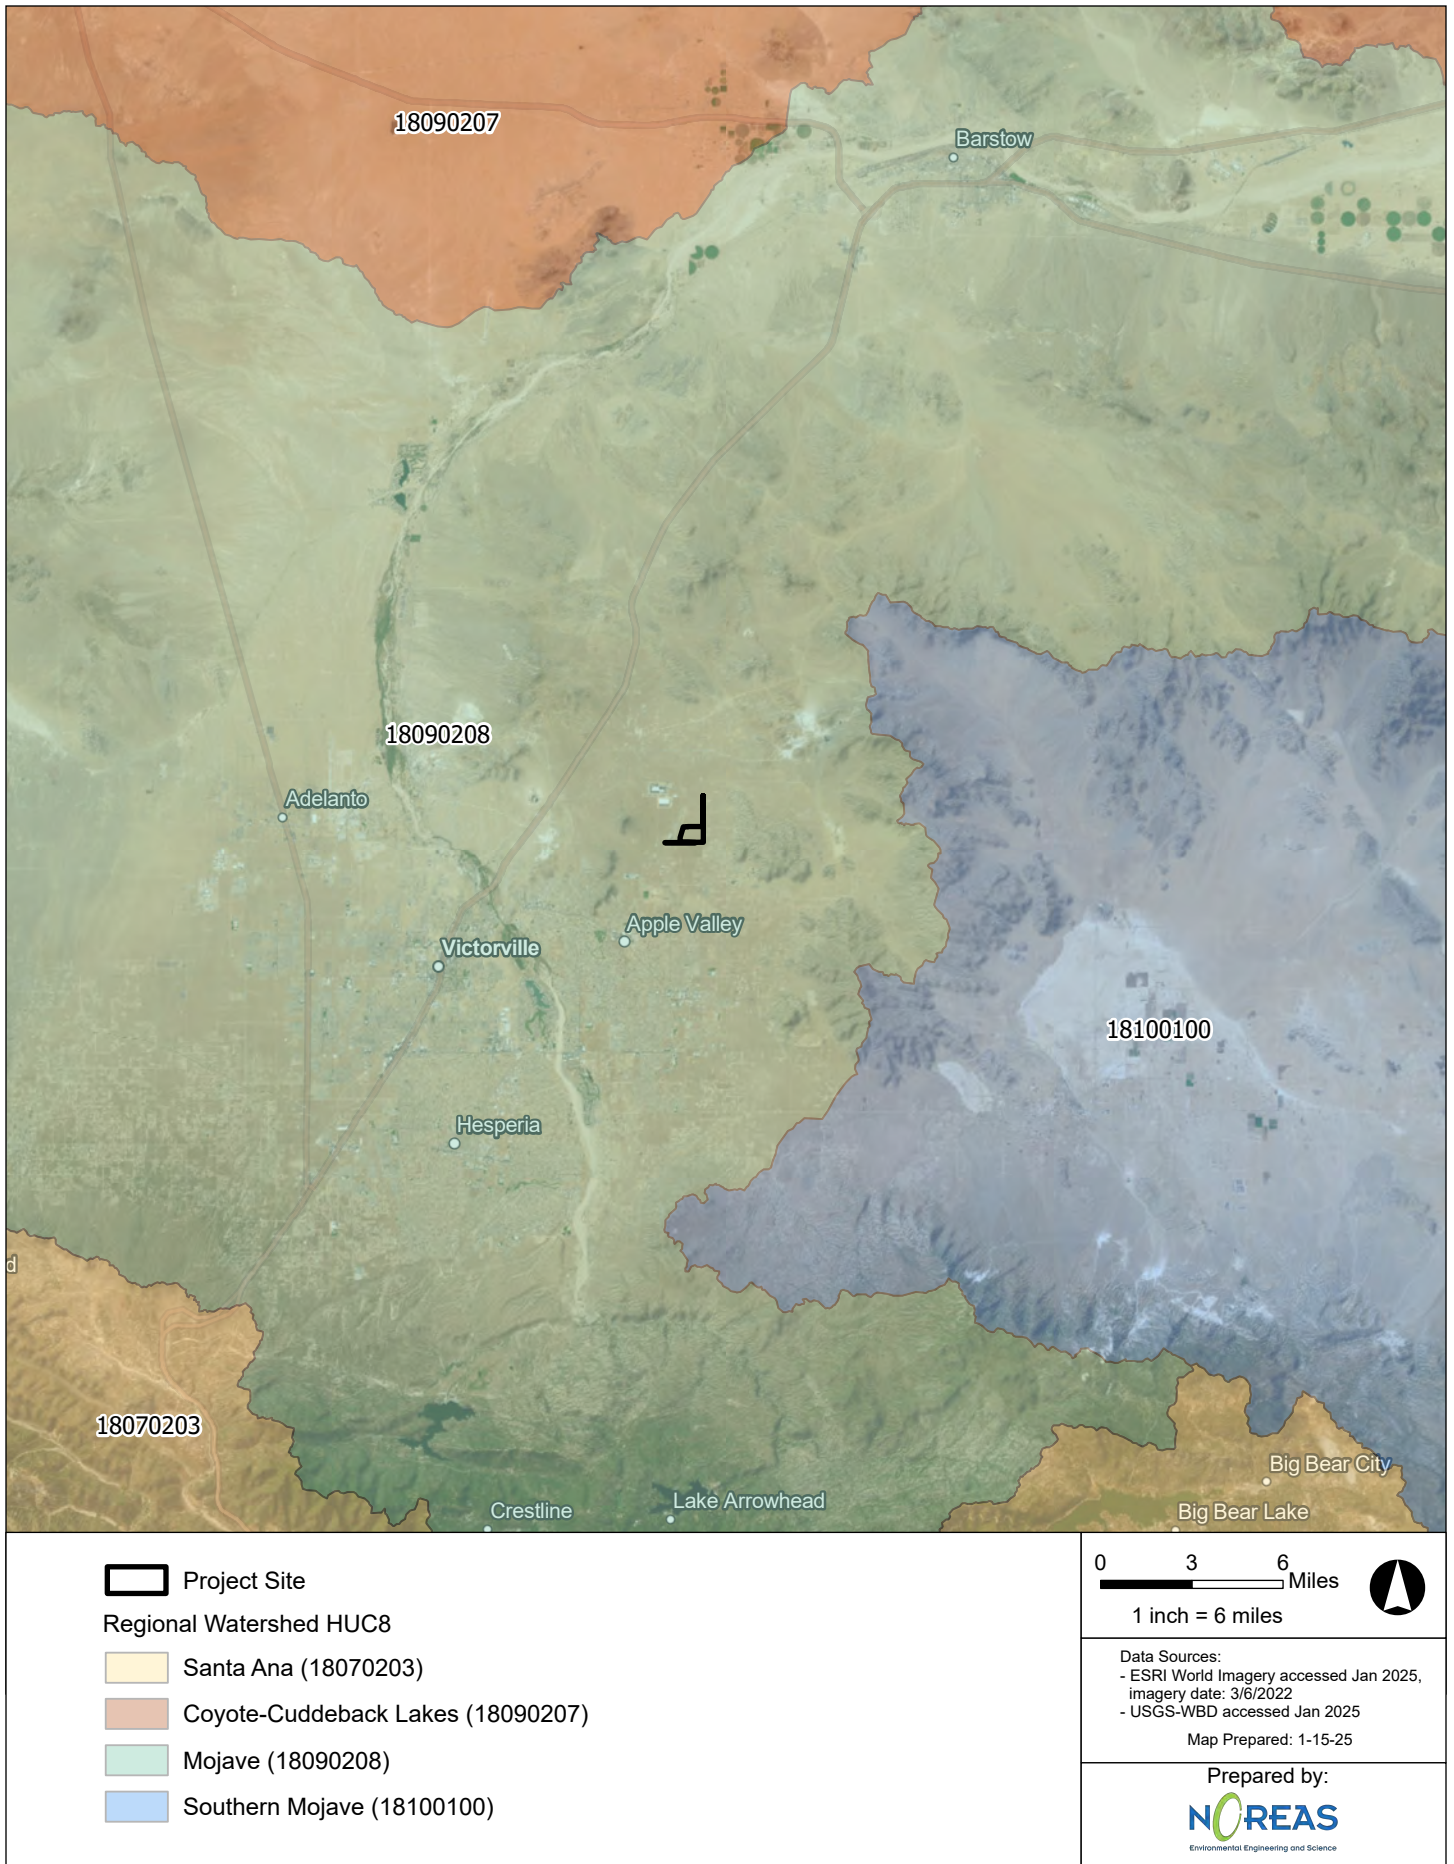 18090207
Barstow
18090208
Adelanto
Apple Valley
Victorville
18100100
Hesperia
d
18070203
Big Bear City
Lake Arrowhead
Crestline
Big Bear Lake
Project Site
Regional Watershed HUC8
Santa Ana (18070203)
Coyote-Cuddeback Lakes (18090207)
Mojave (18090208)
Southern Mojave (18100100)
0 3 6 Miles
1 inch = 6 miles
Data Sources:
- ESRI World Imagery accessed Jan 2025,
imagery date: 3/6/2022
- USGS-WBD accessed Jan 2025
Map Prepared: 1-15-25
Prepared by:
NOREAS
Environmental Engineering and Science